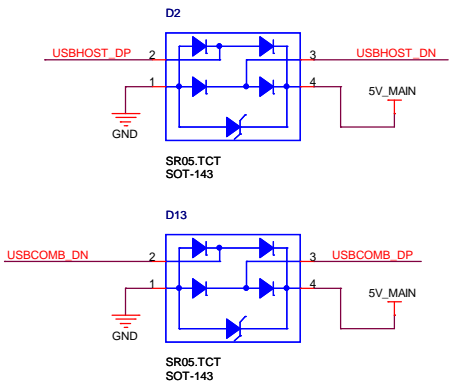 D2
USBHOST_DP 2 3 USBHOST_DN
1 4 5V_MAIN
GND
SR05.TCT
SOT-143
D13
USBCOMB_DN 2 3 USBCOMB_DP
1 4 5V_MAIN
GND
SR05.TCT
SOT-143